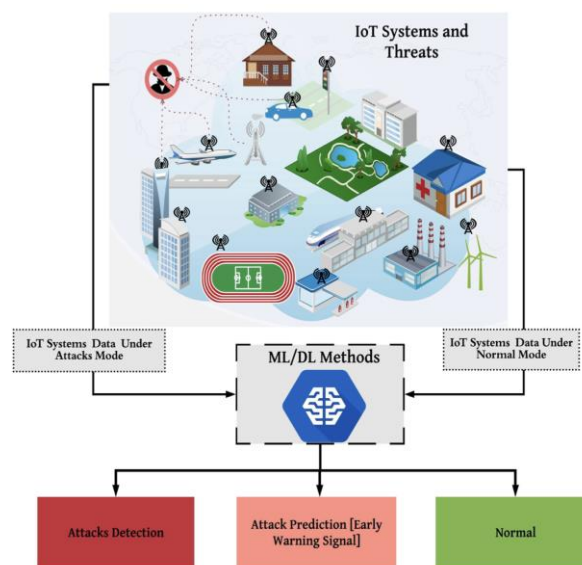 IoT Systems and
Threats
IoT Systems Data Under
Attacks Mode
IoT Systems Data Under
Normal Mode
ML/DL Methods
Attacks Detection
Attack Prediction [Early
Warning Signal]
Normal